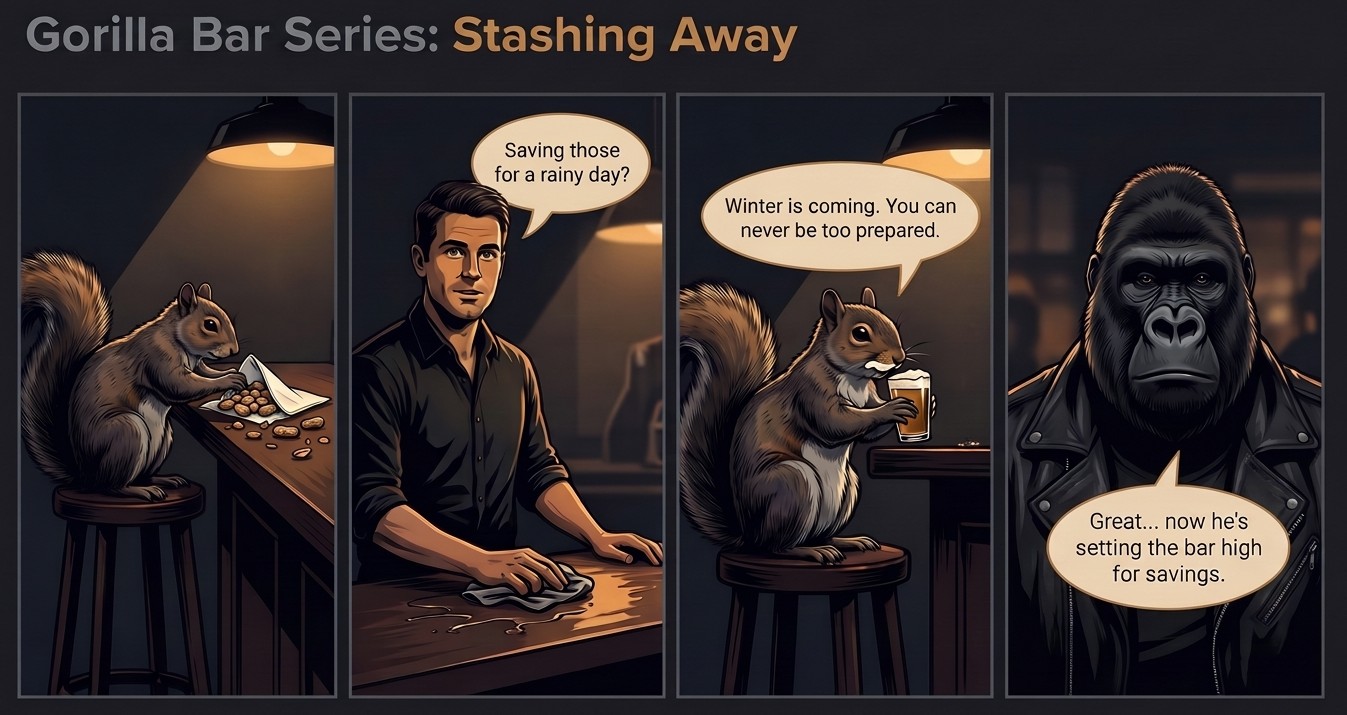 Gorilla Bar Series: Stashing Away
Saving those
for a rainy day?
Winter is coming. You can
never be too prepared.
Great... now he's
setting the bar high
for savings.